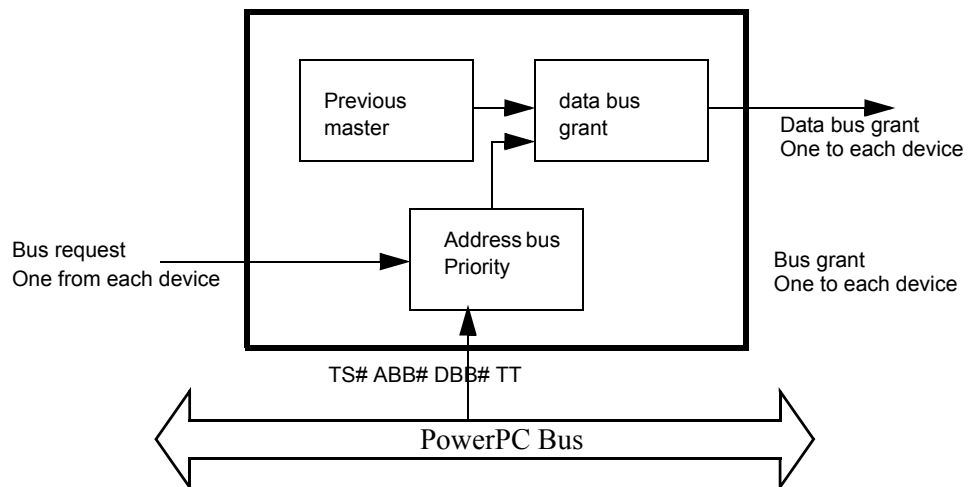 Previous
master
data bus
grant
Data bus grant
One to each device
Address bus
Priority
Bus request
One from each device
Bus grant
One to each device
TS# ABB# DBB# TT
PowerPC Bus